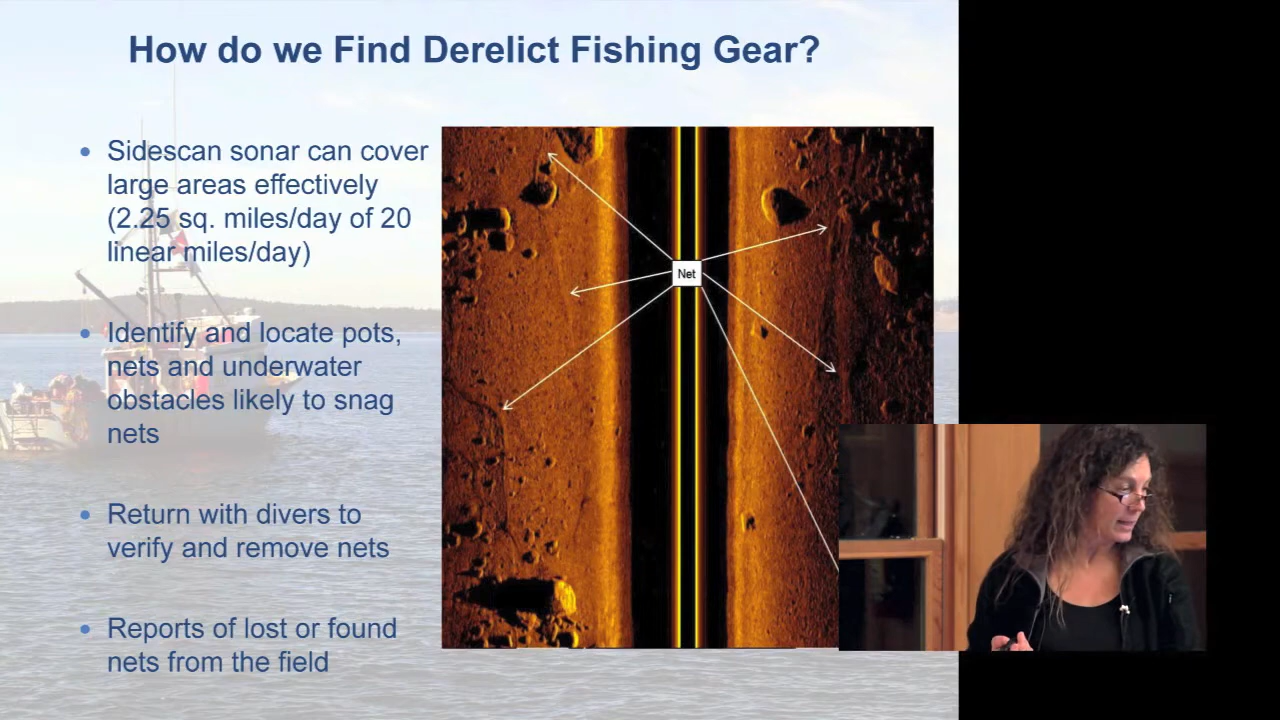 How do we Find Derelict Fishing Gear?
Sidescan sonar can cover
large areas effectively
(2.25 sq. miles/day of 20
linear miles/day)
Identify and locate pots,
nets and underwater
obstacles likely to snag
nets
Return with divers to
verify and remove nets
Reports of lost or found
nets from the field
Net